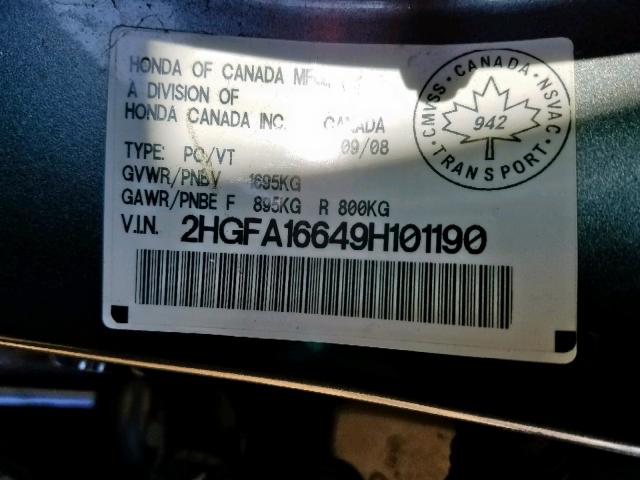 HONDA OF CANADA MFG.
A DIVISION OF
HONDA CANADA INC. CANADA
09/08
TYPE: PC/VT
GVWR/PNBV 1695KG
GAWR/PNBE F 895KG R 800KG
V.I.N. 2HGFA16649H101190
CMVSS · CANADA · NSVAC
942
TRANSPORT